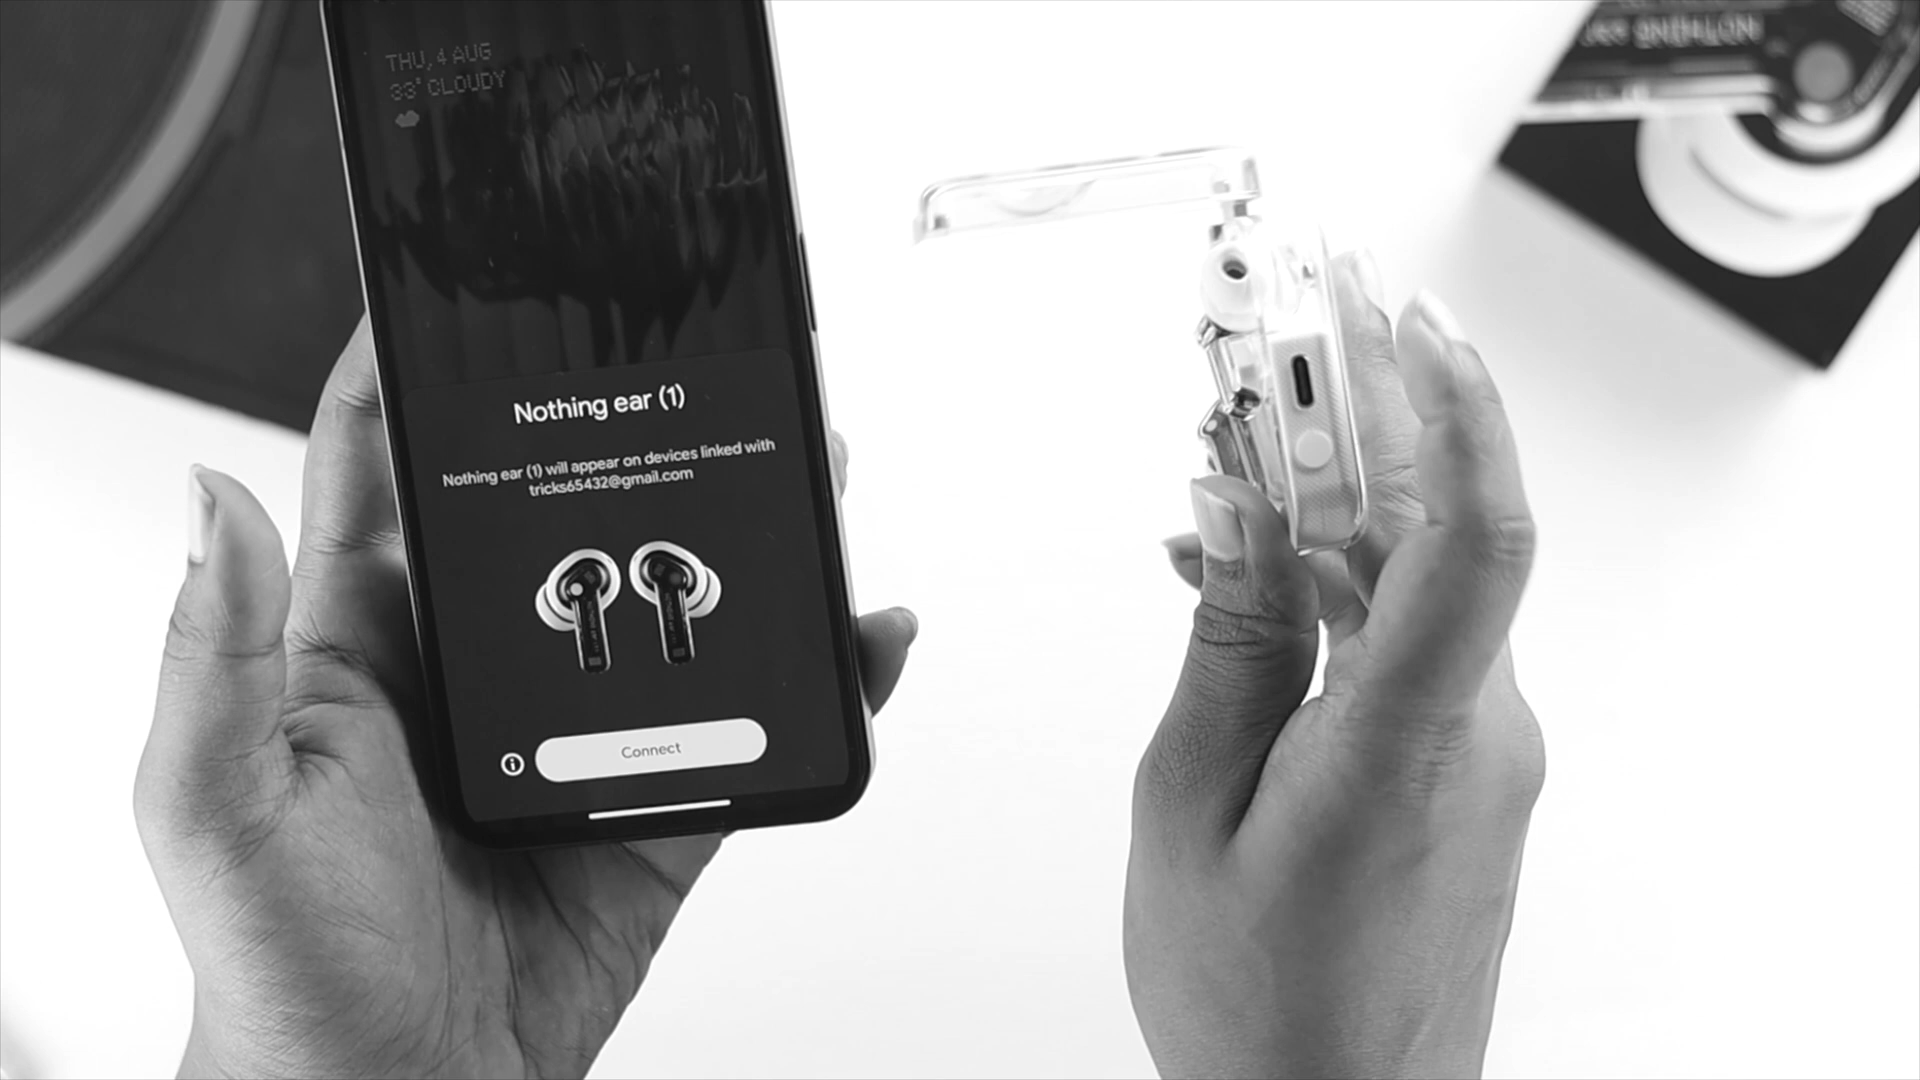 THU, 4 AUG
33° CLOUDY
Nothing ear (1)
Nothing ear (1) will appear on devices linked with
tricks65432@gmail.com
Connect